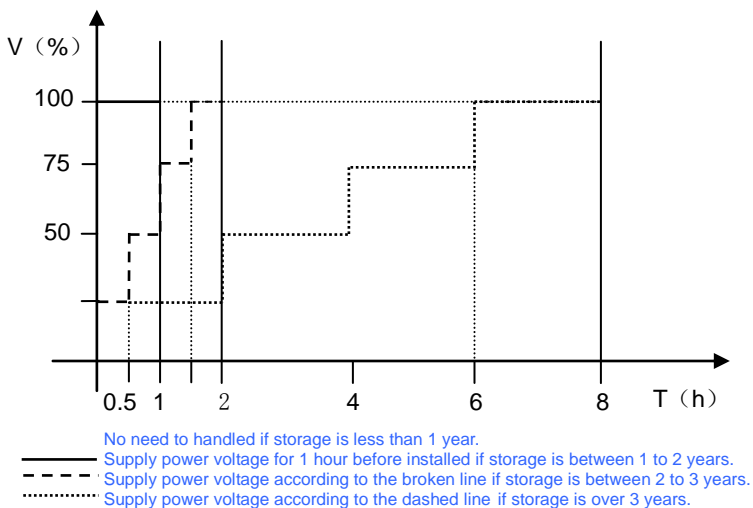 V（%）
100
75
50
0.5 1 2 4 6 8 T（h）
No need to handled if storage is less than 1 year.
Supply power voltage for 1 hour before installed if storage is between 1 to 2 years.
Supply power voltage according to the broken line if storage is between 2 to 3 years.
Supply power voltage according to the dashed line if storage is over 3 years.